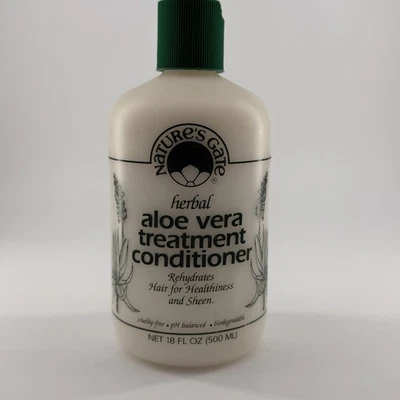 NATURE'S GATE
®
herbal
aloe vera
treatment
conditioner
Rehydrates
Hair for Healthiness
and Sheen.
cruelty-free • pH balanced • biodegradable
NET 18 FL OZ (500 ML)